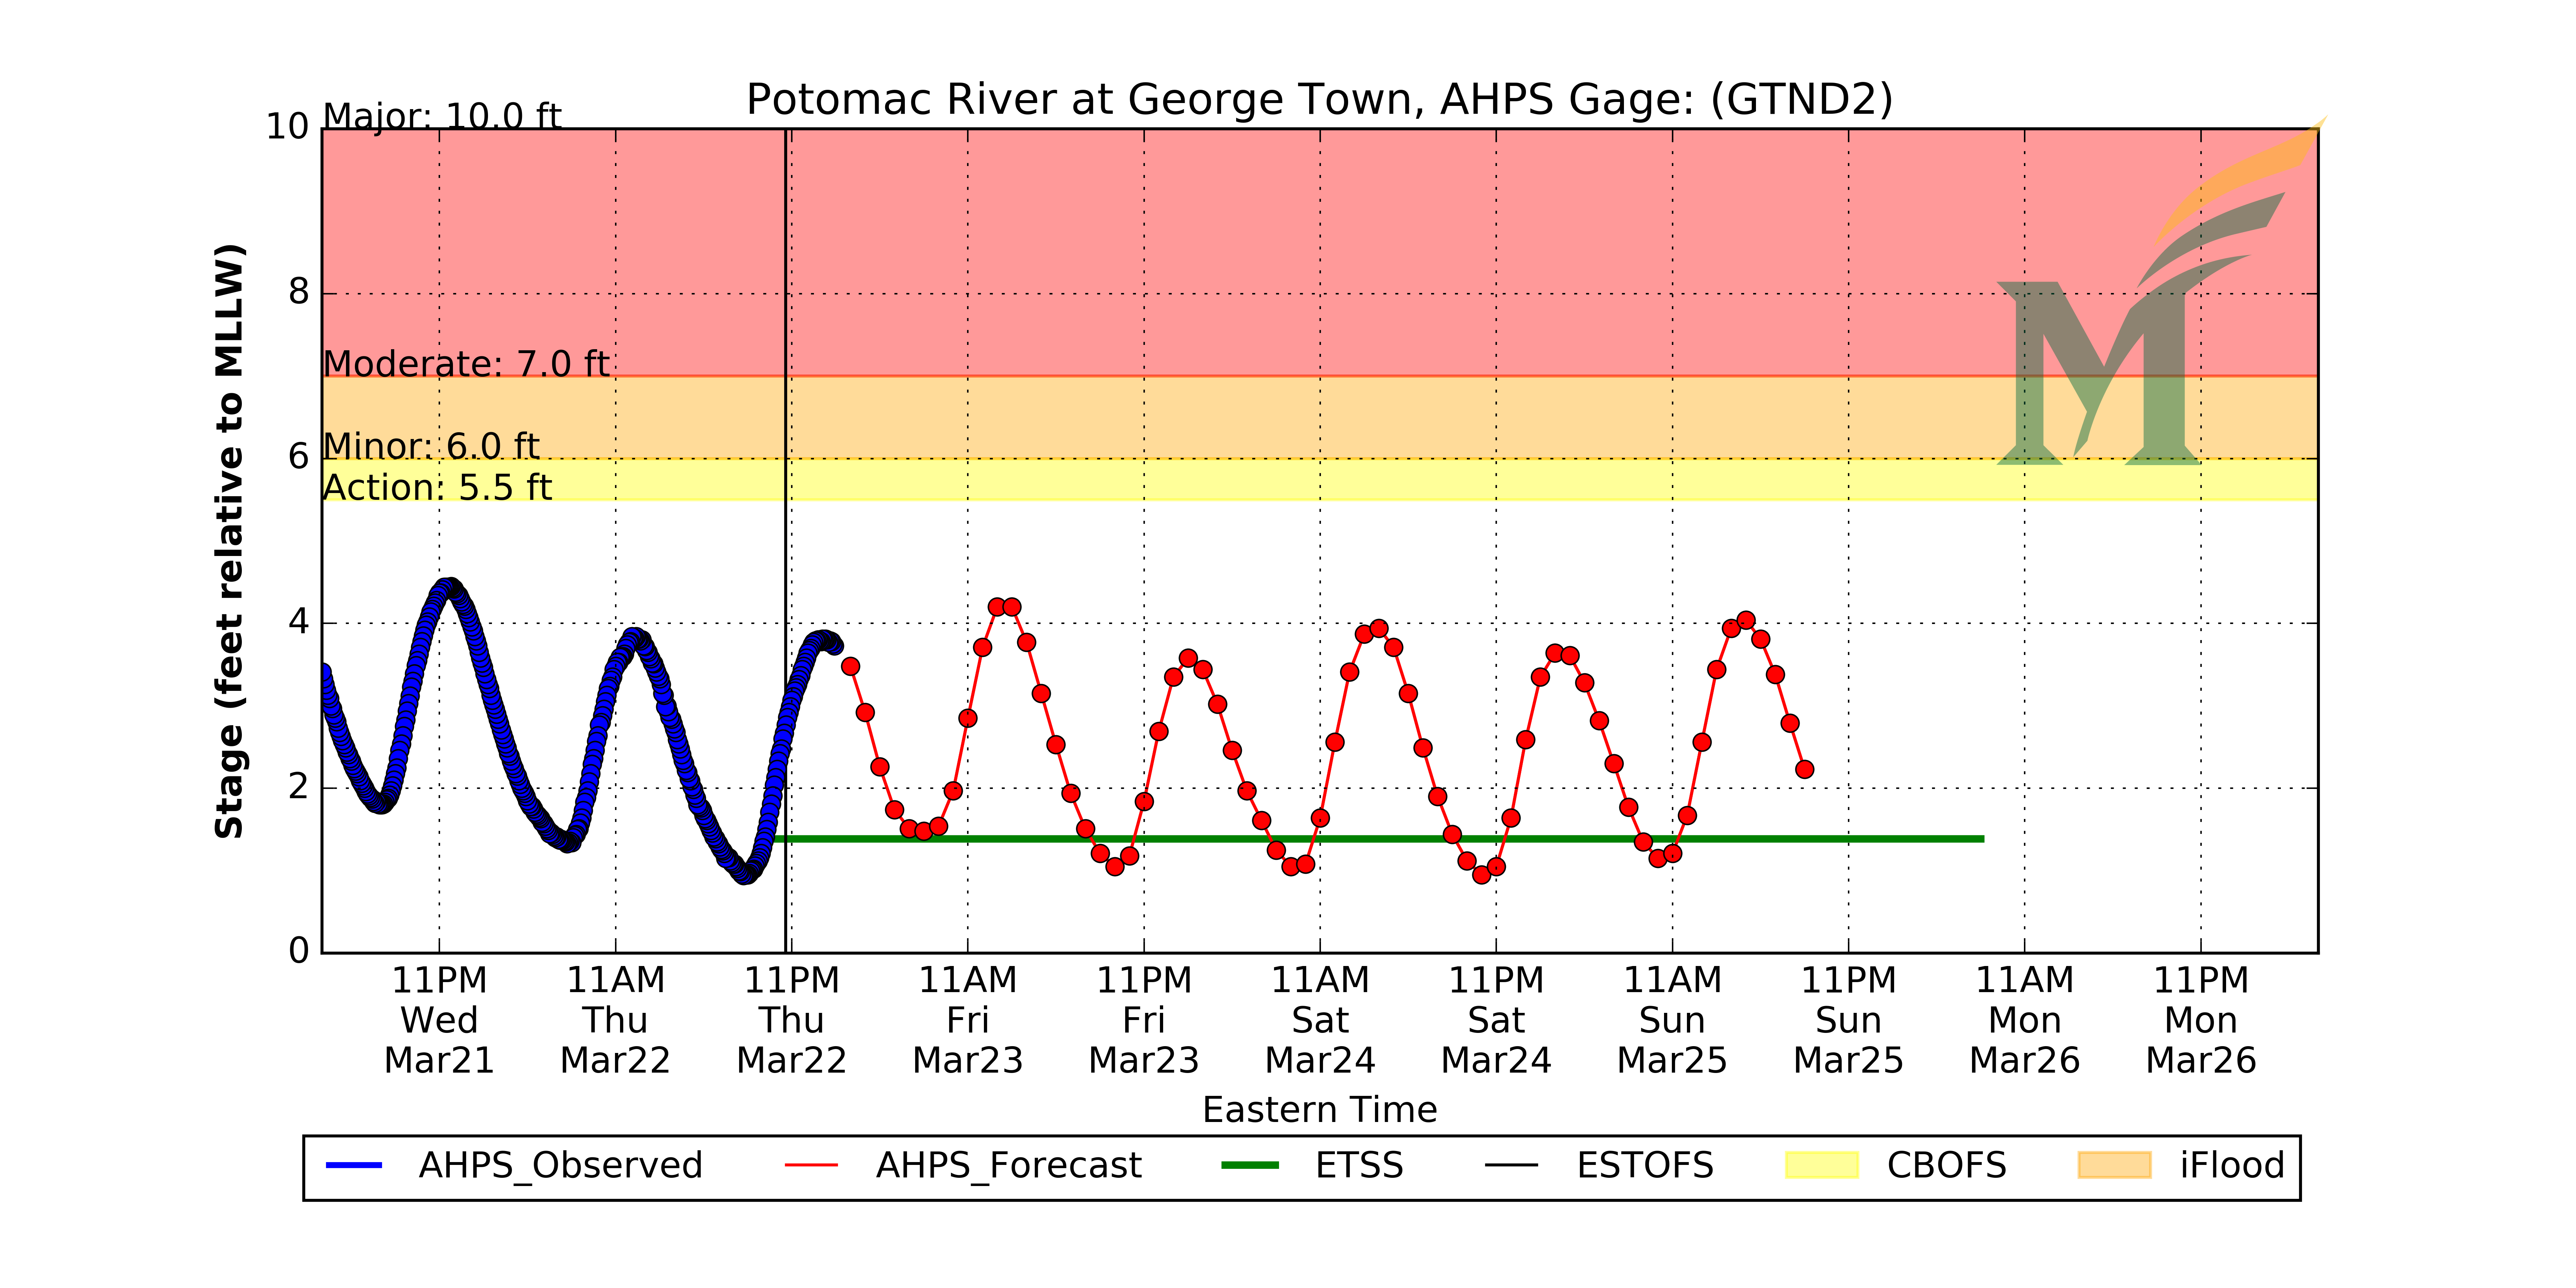 Potomac River at George Town, AHPS Gage: (GTND2)
Major: 10.0 ft
Moderate: 7.0 ft
Minor: 6.0 ft
Action: 5.5 ft
10
8
6
4
2
0
Stage (feet relative to MLLW)
11PM 11AM 11PM 11AM 11PM 11AM 11PM 11AM 11PM 11AM 11PM
Wed Thu Thu Fri Fri Sat Sat Sun Sun Mon Mon
Mar21 Mar22 Mar22 Mar23 Mar23 Mar24 Mar24 Mar25 Mar25 Mar26 Mar26
Eastern Time
AHPS_Observed AHPS_Forecast ETSS ESTOFS CBOFS iFlood
M